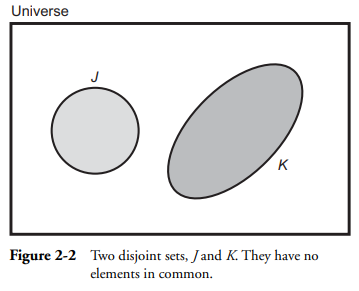 Universe
J
K
Figure 2-2 Two disjoint sets, J and K. They have no
elements in common.